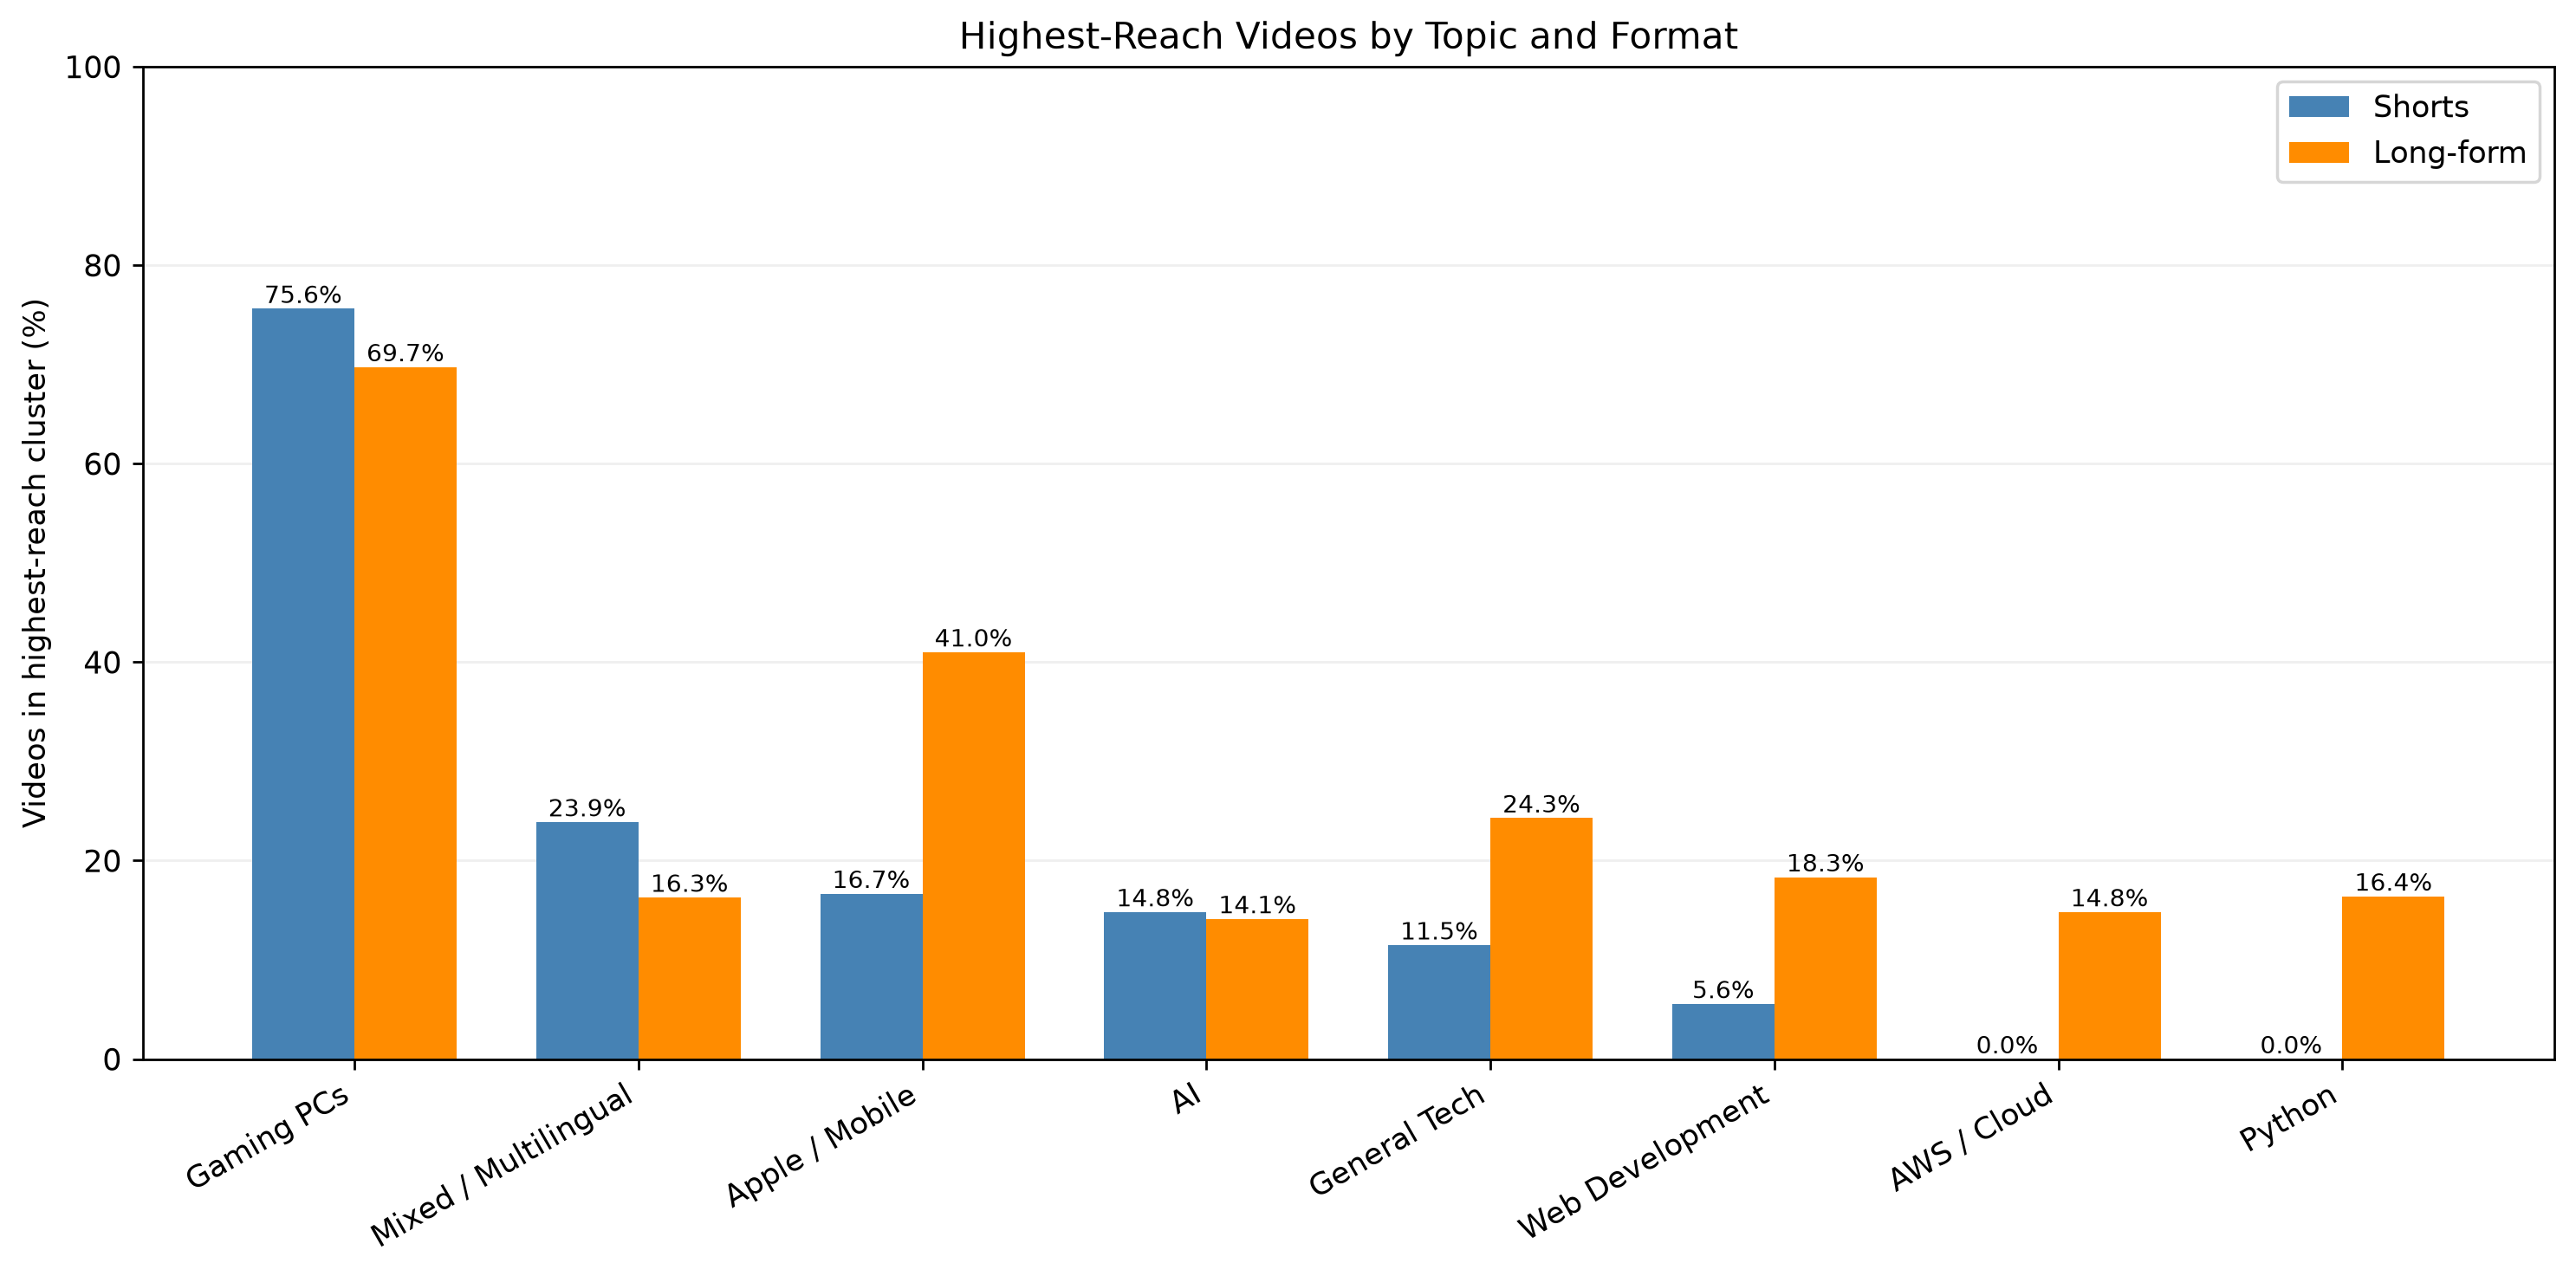 Highest-Reach Videos by Topic and Format
Videos in highest-reach cluster (%)
100
80
60
40
20
0
Shorts
Long-form
75.6%
69.7%
23.9%
16.3%
16.7%
41.0%
14.8%
14.1%
11.5%
24.3%
5.6%
18.3%
0.0%
14.8%
0.0%
16.4%
Gaming PCs
Mixed / Multilingual
Apple / Mobile
AI
General Tech
Web Development
AWS / Cloud
Python